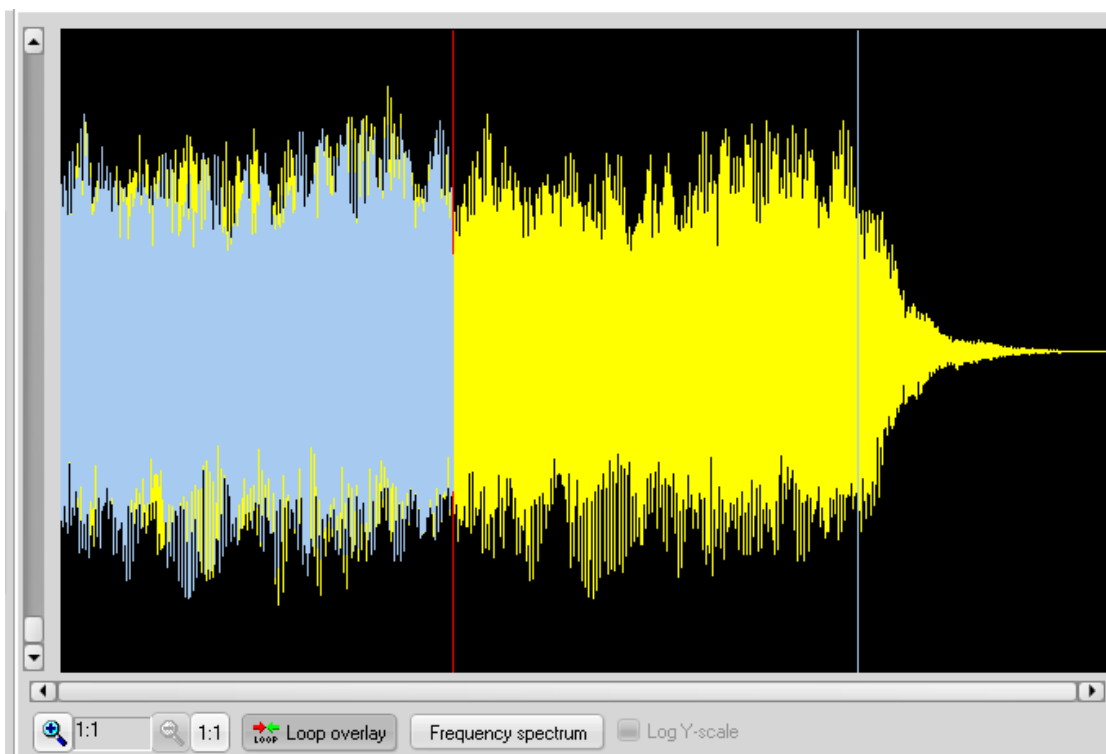 1:1
1:1
LOOP
Loop overlay
Frequency spectrum
Log Y-scale